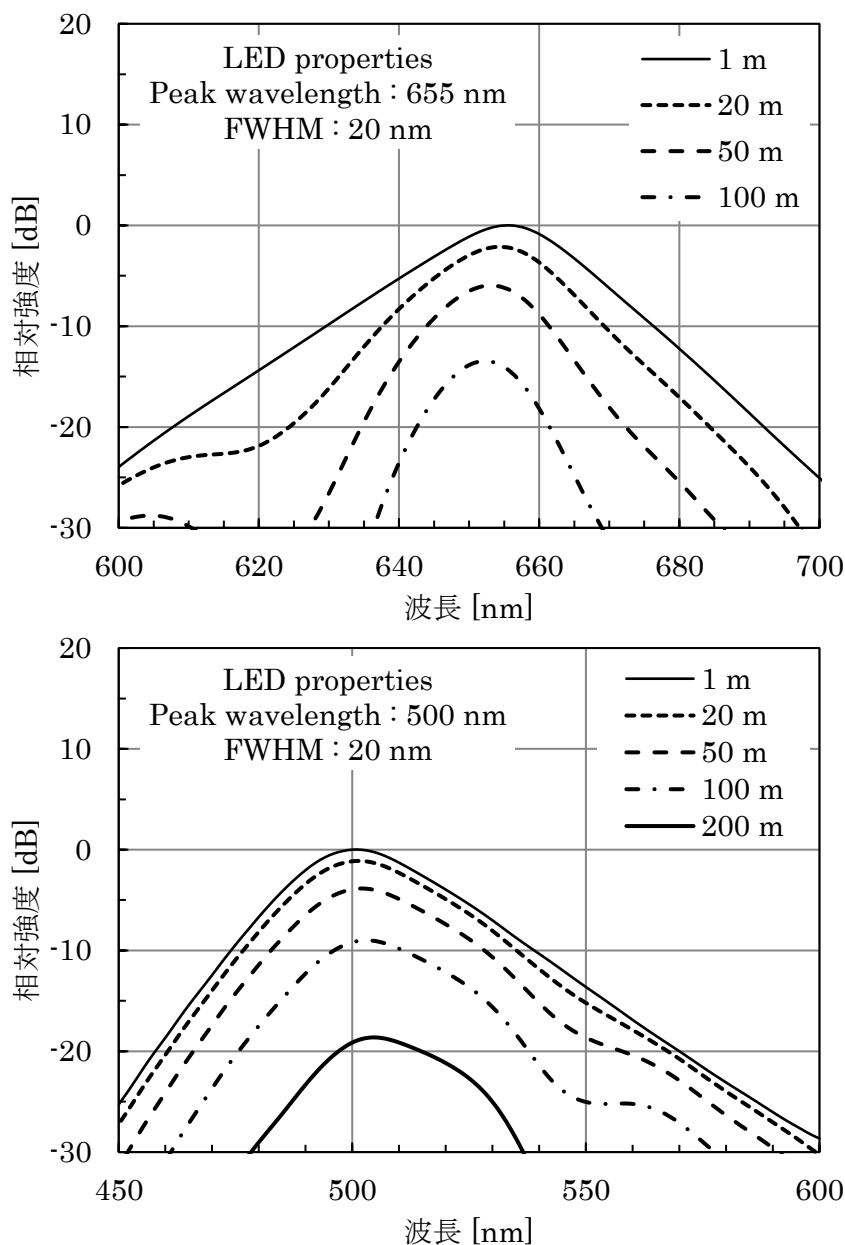 20
10
0
-10
-20
-30
相対強度 [dB]
LED properties
Peak wavelength : 655 nm
FWHM : 20 nm
1 m
20 m
50 m
100 m
600 620 640 660 680 700
波長 [nm]
20
10
0
-10
-20
-30
相対強度 [dB]
LED properties
Peak wavelength : 500 nm
FWHM : 20 nm
1 m
20 m
50 m
100 m
200 m
450 500 550 600
波長 [nm]